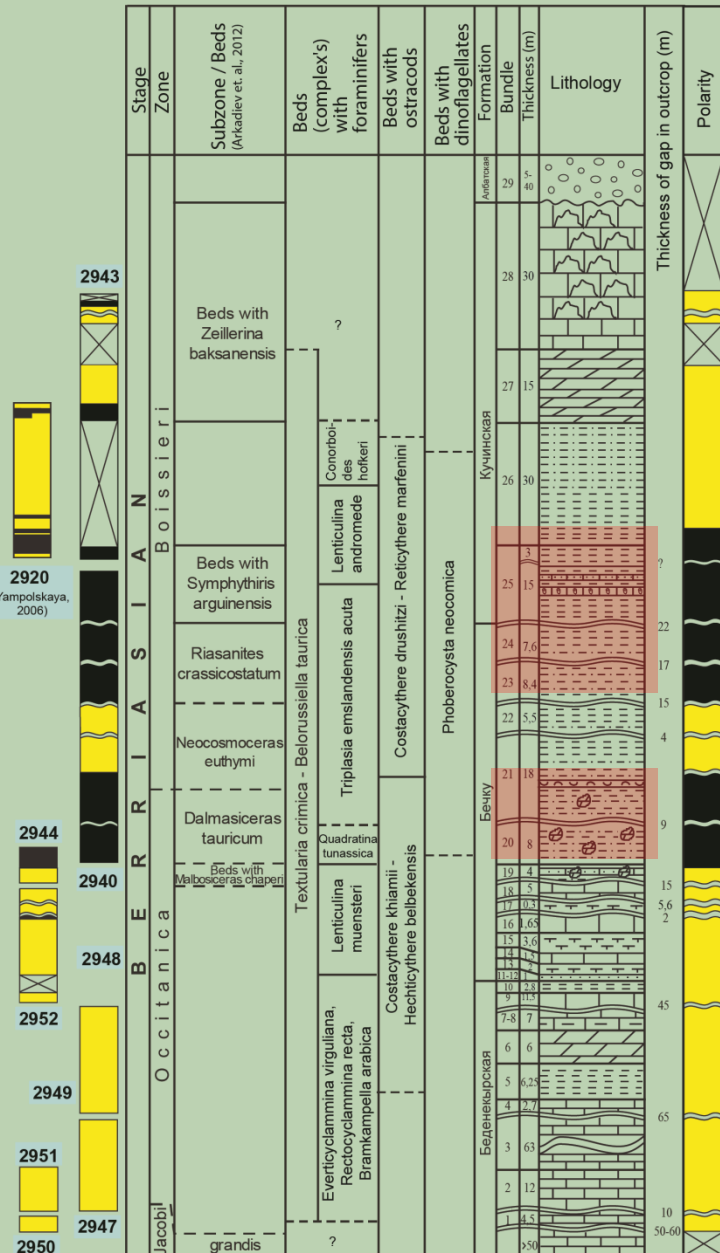 Stage
Zone
Subzone / Beds
(Arkadiev et. al., 2012)
Beds
(complex's)
with
foraminifers
Beds with
ostracods
Beds with
dinoflagellates
Formation
Bundle
Thickness (m)
Lithology
Thickness of gap in outcrop (m)
Polarity
2943
2920
Yampolskaya,
2006)
2944
2940
2948
2952
2949
2951
2947
2950
BERRIASIAN
Boissieri
Occitanica
Jacobi
Beds with
Zeillerina
baksanensis
Beds with
Symphythiris
arguinensis
Riasanites
crassicostatum
Neocosmoceras
euthymi
Dalmasiceras
tauricum
Beds with
Malbosiceras chaperi
grandis
Textularia crimica - Belorussiella taurica
?
Conorboi-
des
hofkeri
Lenticulina
andromede
Triplasia emslandensis acuta
Quadratina
tunassica
Lenticulina
muensteri
Everticyclammina virguliana,
Rectocyclammina recta,
Bramkampella arabica
?
Costacythere drushitzi - Reticythere marfenini
Costacythere khiamii -
Hechticythere belbekensis
Phoberocysta neocomica
Албатская
Кучинская
Бечку
Беденекырская
29 5-
40
28 30
27 15
26 30
3
25 15
24 7,6
23 8,4
22 5,5
21 18
20 8
19 4
18 5
17 0,3
16 1,65
15 3,6
11-12
10 2,8
9 11,5
7-8 7
6 6
5 6,25
4 2,7
3 63
2 12
1 4,5
>50
?
22
17
15
4
9
15
5,6
2
45
65
10
50-60